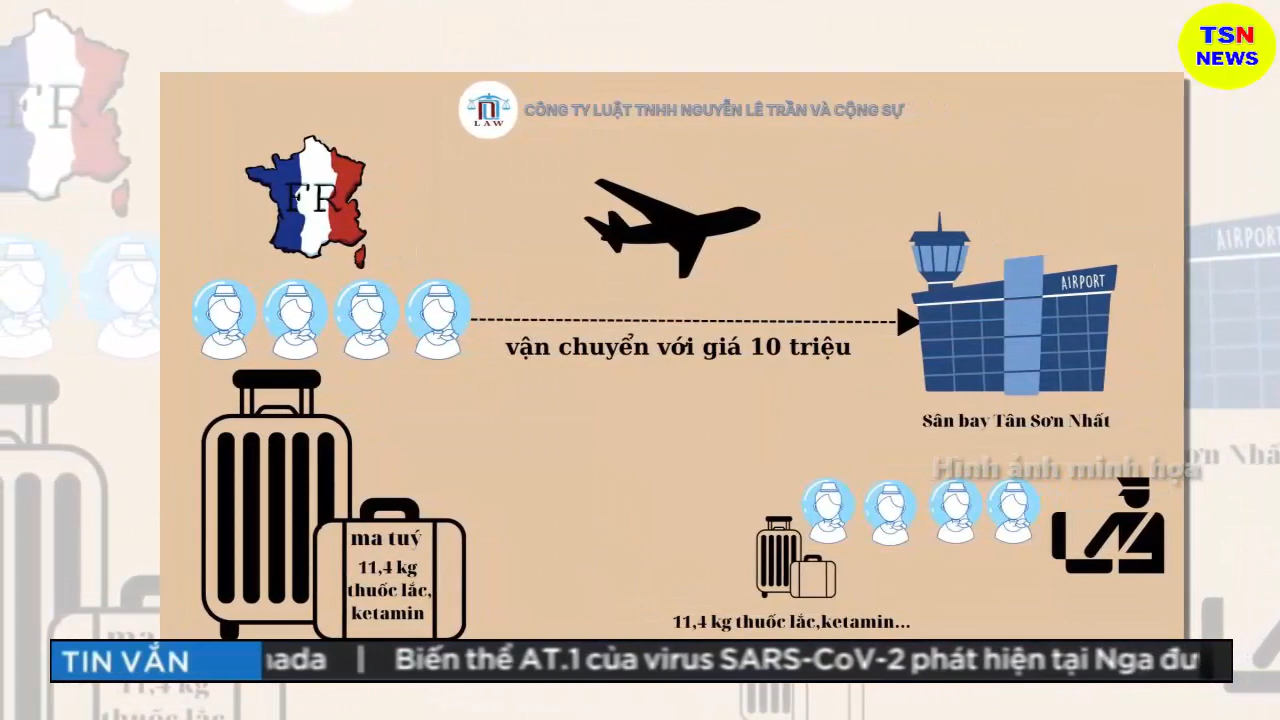 TSN
NEWS
LAW
CÔNG TY LUẬT TNHH NGUYỄN LÊ TRẦN VÀ CỘNG SỰ
FR
AIRPORT
vận chuyển với giá 10 triệu
Sân bay Tân Sơn Nhất
Hình ảnh minh họa
ma tuý
11,4 kg
thuốc lắc,
ketamin
11,4 kg thuốc lắc,ketamin...
TIN VẮN
nada | Biến thể AT.1 của virus SARS-CoV-2 phát hiện tại Nga đư